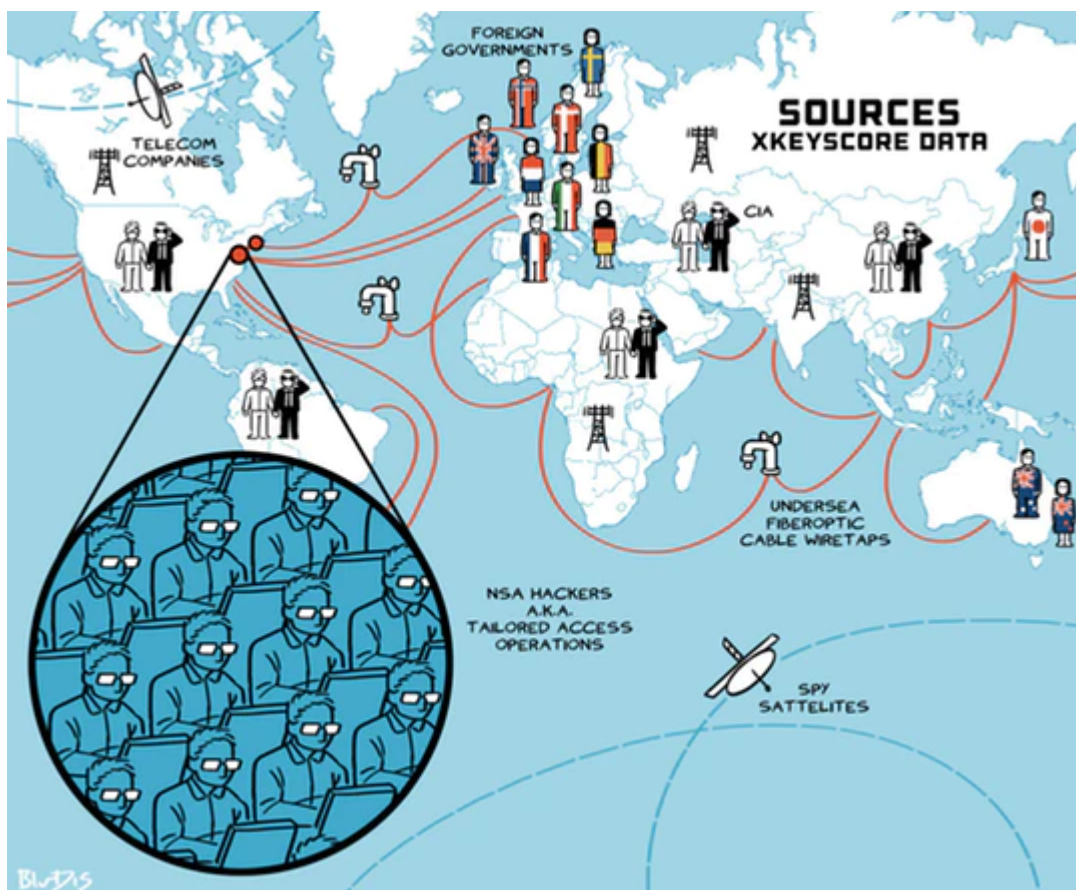 FOREIGN
GOVERNMENTS
SOURCES
XKEYSCORE DATA
TELECOM
COMPANIES
CIA
UNDERSEA
FIBEROPTIC
CABLE WIRETAPS
NSA HACKERS
A.K.A.
TAILORED ACCESS
OPERATIONS
SPY
SATTELITES